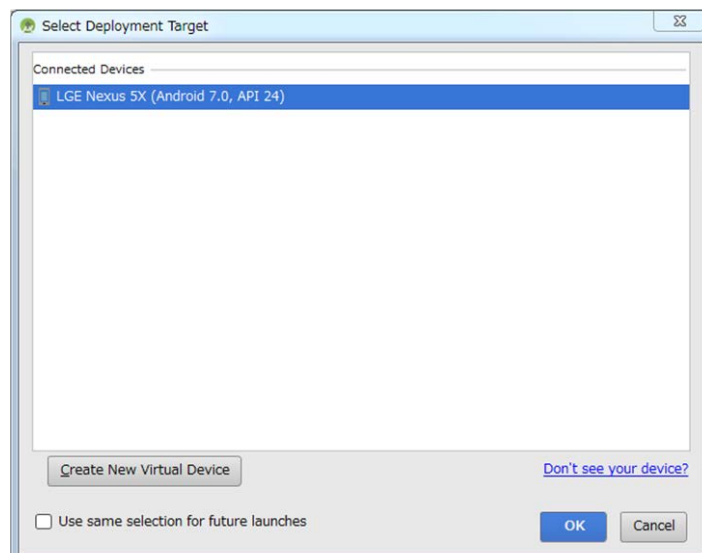 Select Deployment Target
Connected Devices
LGE Nexus 5X (Android 7.0, API 24)
Create New Virtual Device
Don't see your device?
Use same selection for future launches
OK
Cancel